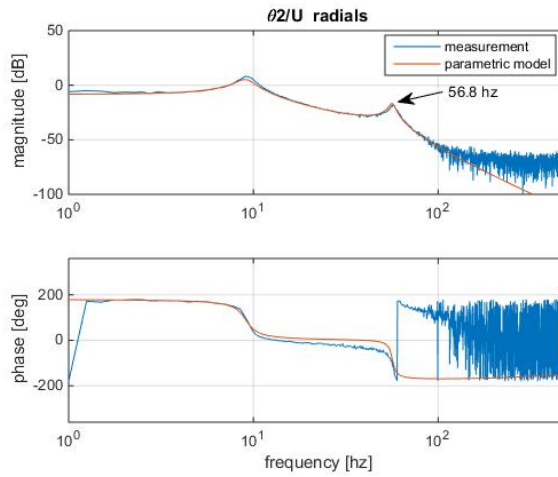 θ2/U radials
50
0
-50
-100
magnitude [dB]
measurement
parametric model
56.8 hz
10^0
10^1
10^2
200
0
-200
phase [deg]
10^0
10^1
10^2
frequency [hz]